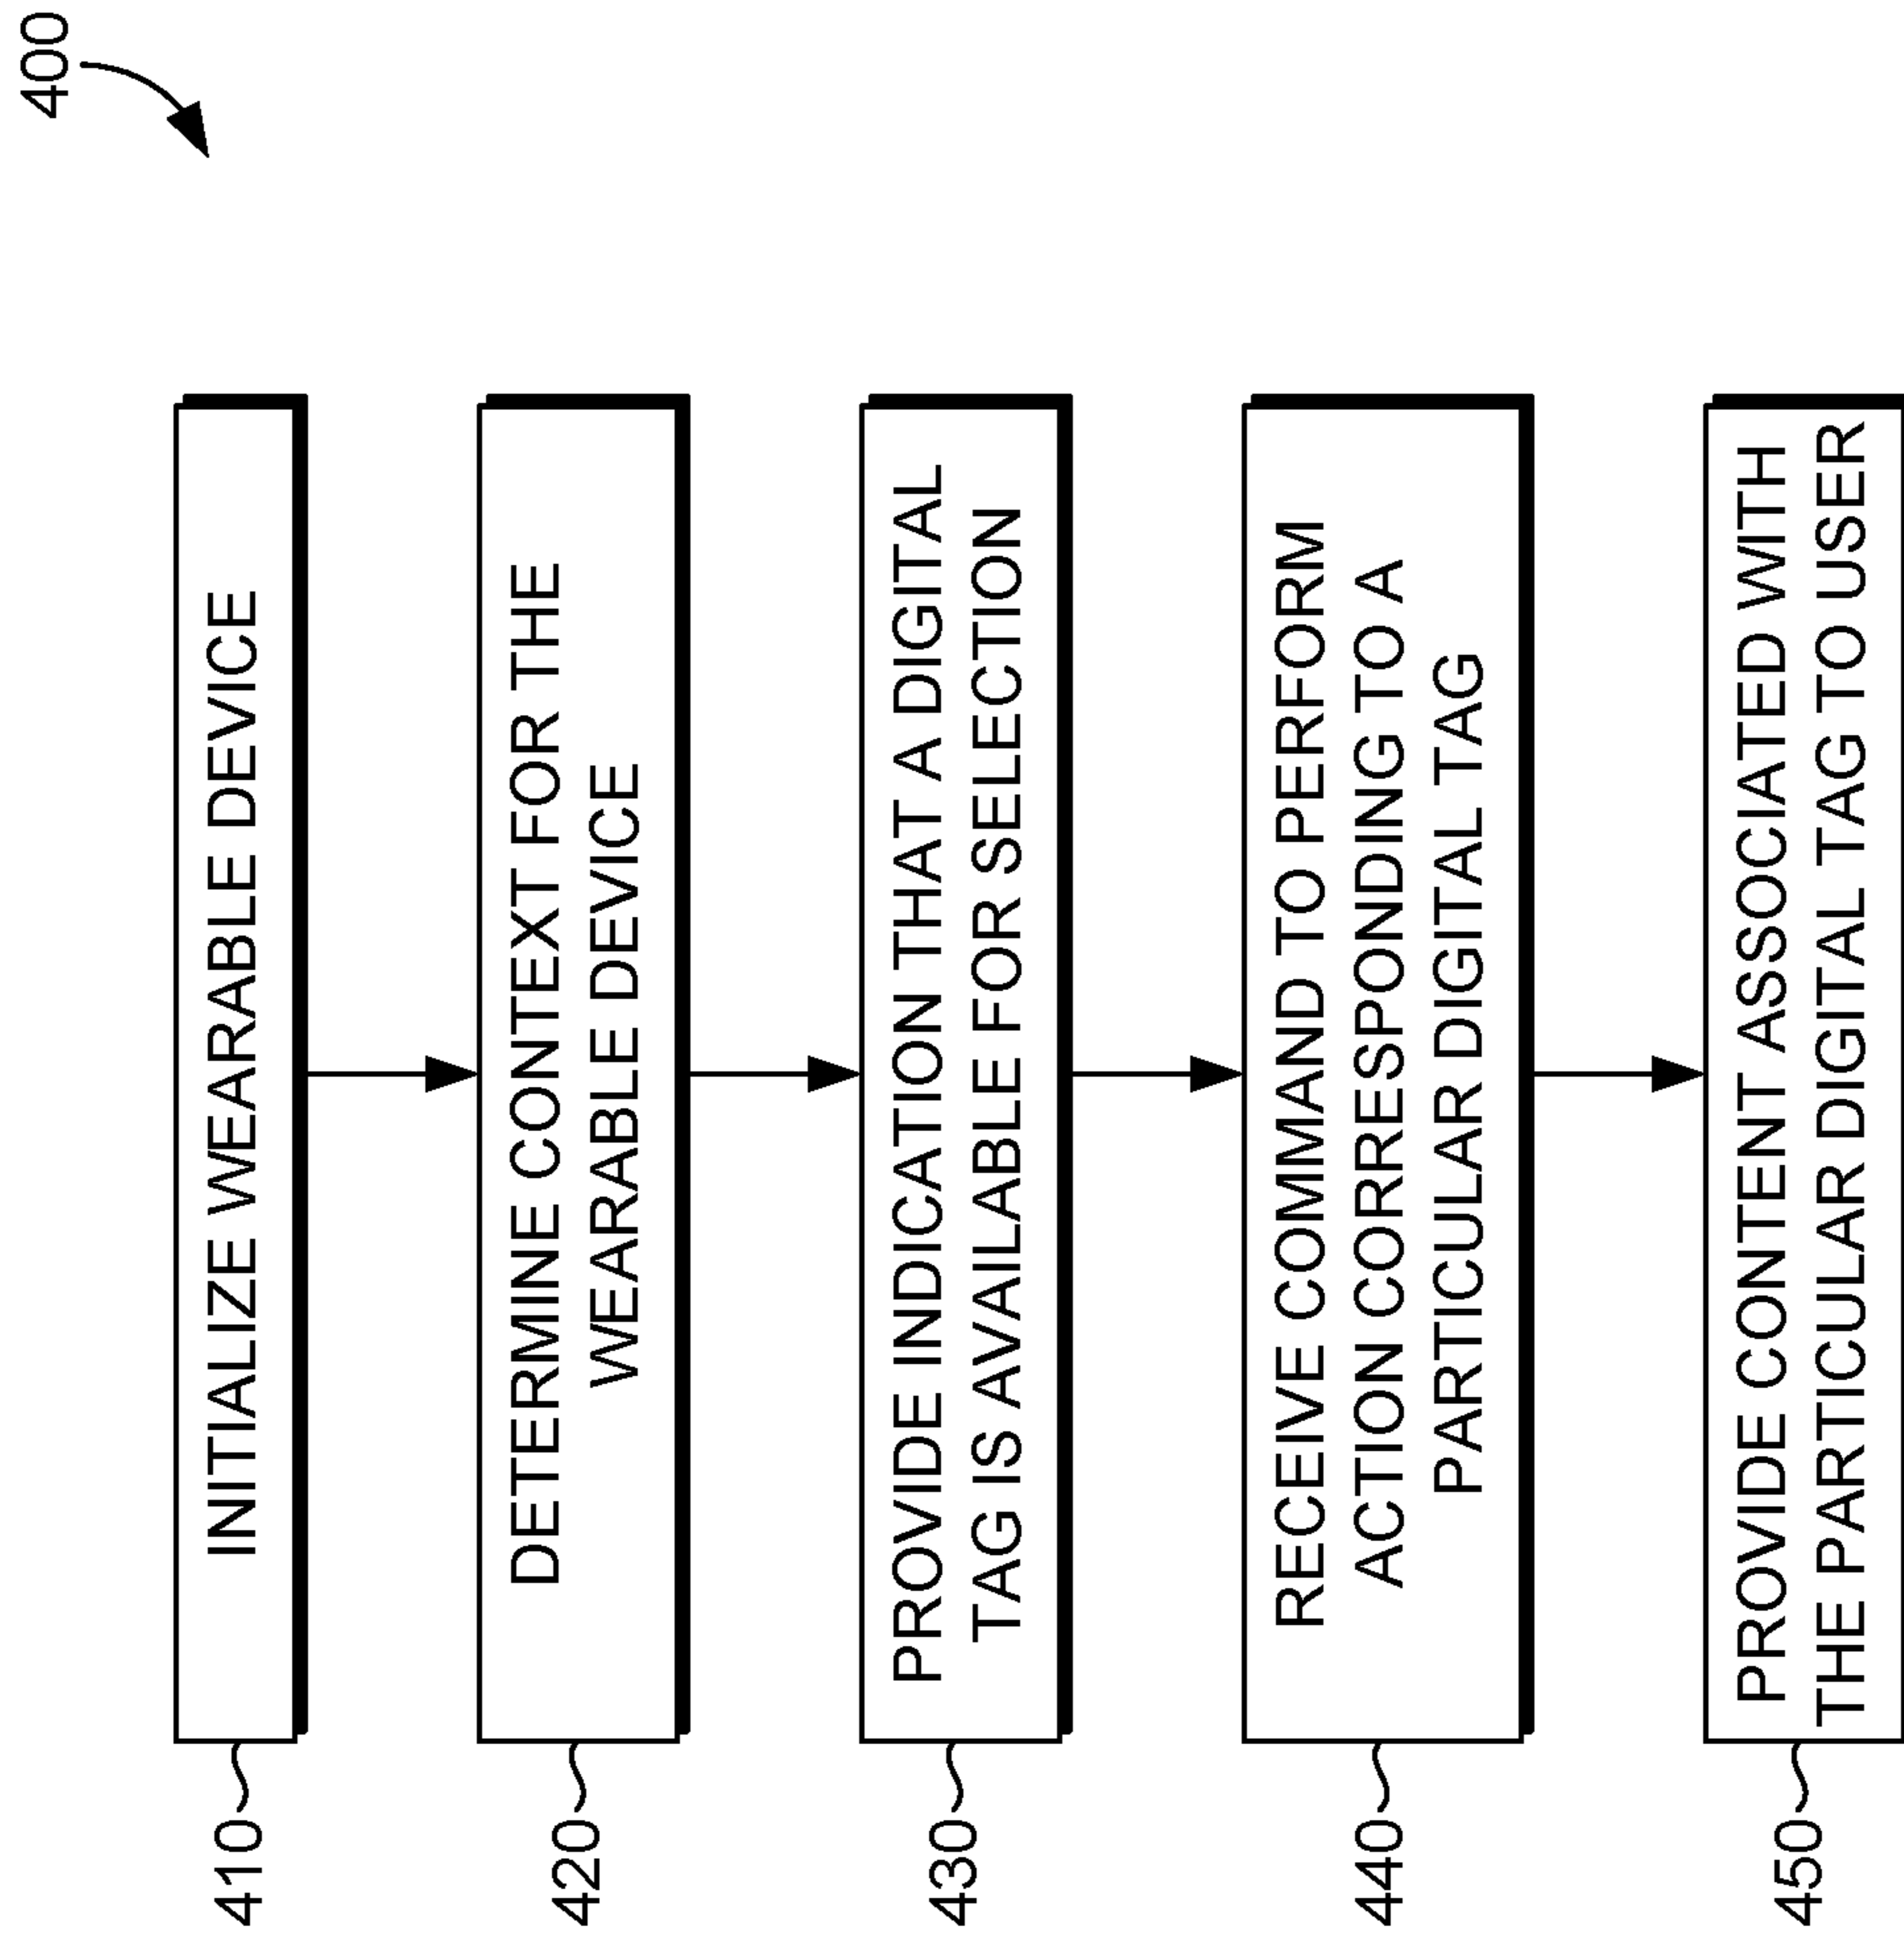 400
410
INITIALIZE WEARABLE DEVICE
420
DETERMINE CONTEXT FOR THE
WEARABLE DEVICE
430
PROVIDE INDICATION THAT A DIGITAL
TAG IS AVAILABLE FOR SELECTION
440
RECEIVE COMMAND TO PERFORM
ACTION CORRESPONDING TO A
PARTICULAR DIGITAL TAG
450
PROVIDE CONTENT ASSOCIATED WITH
THE PARTICULAR DIGITAL TAG TO USER